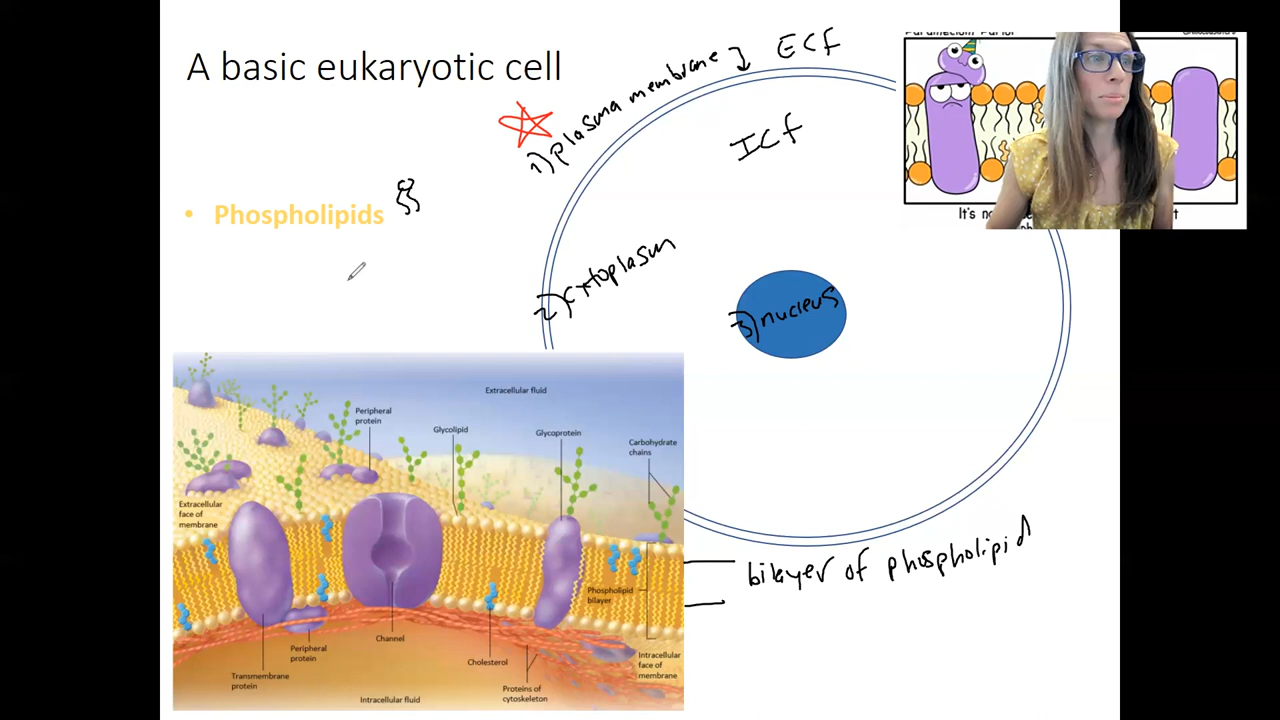 A basic eukaryotic cell
ECF
1) plasma membrane
ICf
• Phospholipids
2) cytoplasm
3) nucleus
It's no
t
Extracellular fluid
Peripheral
protein
Glycolipid
Glycoprotein
Carbohydrate
chains
Extracellular
face of
membrane
Phospholipid
bilayer
bilayer of phospholipid
Channel
Peripheral
protein
Cholesterol
Transmembrane
protein
Proteins of
cytoskeleton
Intracellular
face of
membrane
Intracellular fluid